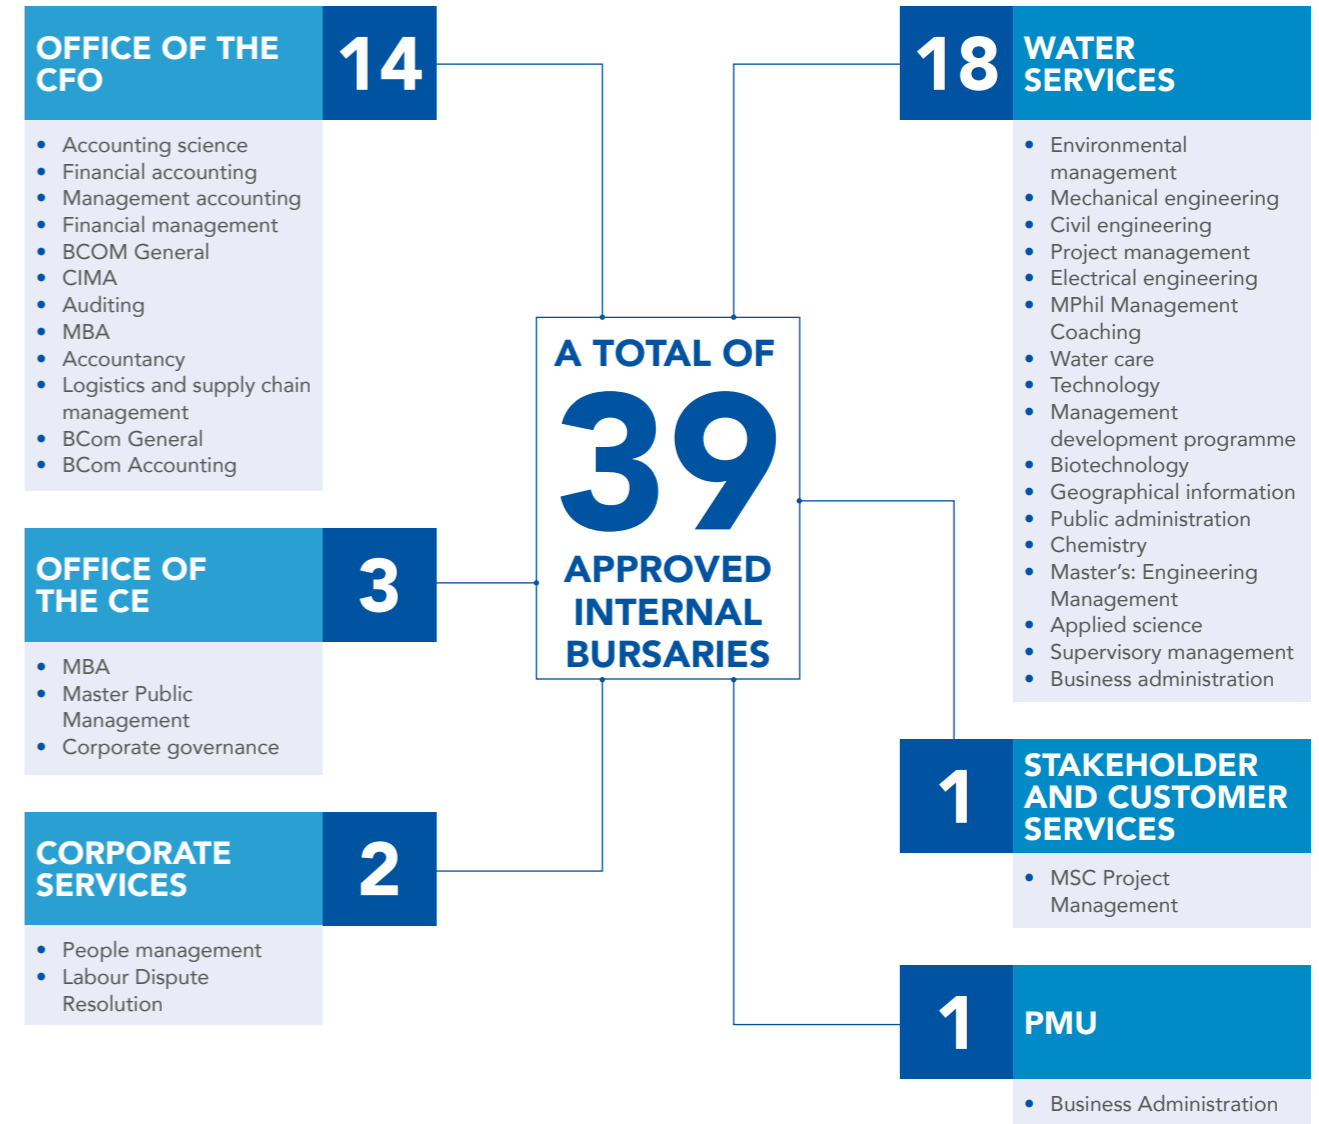 OFFICE OF THE
CFO
14
• Accounting science
• Financial accounting
• Management accounting
• Financial management
• BCOM General
• CIMA
• Auditing
• MBA
• Accountancy
• Logistics and supply chain
management
• BCom General
• BCom Accounting
OFFICE OF
THE CE
3
• MBA
• Master Public
Management
• Corporate governance
CORPORATE
SERVICES
2
• People management
• Labour Dispute
Resolution
A TOTAL OF
39
APPROVED
INTERNAL
BURSARIES
18
WATER
SERVICES
• Environmental
management
• Mechanical engineering
• Civil engineering
• Project management
• Electrical engineering
• MPhil Management
Coaching
• Water care
• Technology
• Management
development programme
• Biotechnology
• Geographical information
• Public administration
• Chemistry
• Master's: Engineering
Management
• Applied science
• Supervisory management
• Business administration
1
STAKEHOLDER
AND CUSTOMER
SERVICES
• MSC Project
Management
1
PMU
• Business Administration